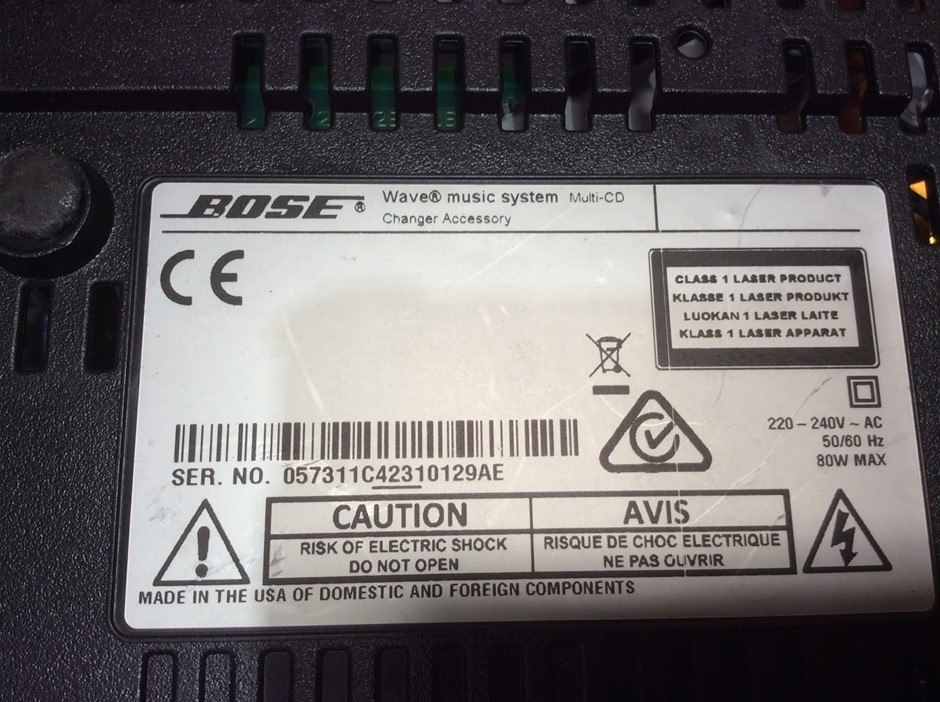 BOSE® Wave® music system Multi-CD
Changer Accessory
CE
CLASS 1 LASER PRODUCT
KLASSE 1 LASER PRODUKT
LUOKAN 1 LASER LAITE
KLASS 1 LASER APPARAT
220 – 240V ~ AC
50/60 Hz
80W MAX
SER. NO. 057311C42310129AE
CAUTION
RISK OF ELECTRIC SHOCK
DO NOT OPEN
AVIS
RISQUE DE CHOC ELECTRIQUE
NE PAS OUVRIR
MADE IN THE USA OF DOMESTIC AND FOREIGN COMPONENTS